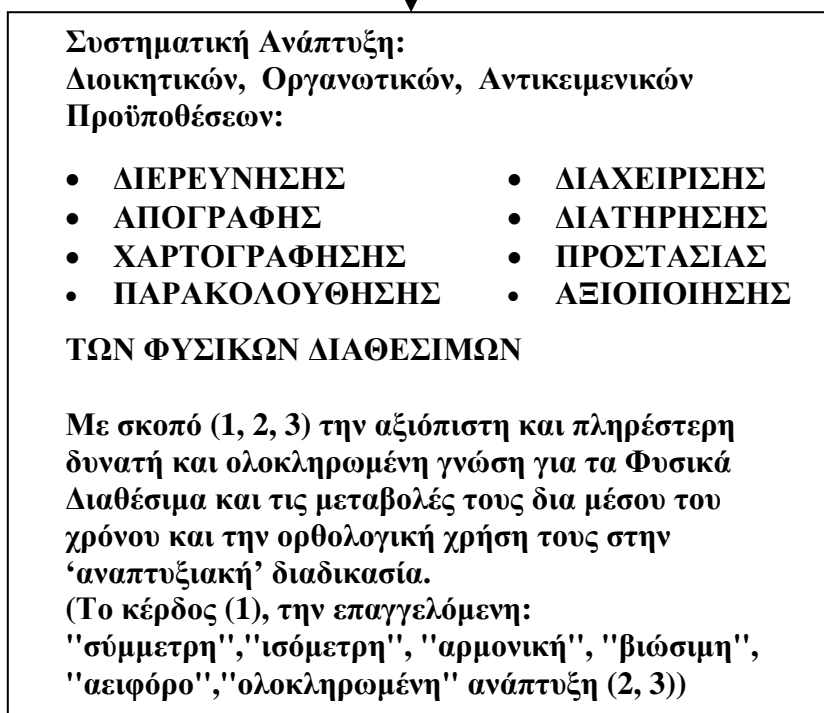 Συστηματική Ανάπτυξη:
Διοικητικών, Οργανωτικών, Αντικειμενικών
Προϋποθέσεων:
• ΔΙΕΡΕΥΝΗΣΗΣ • ΔΙΑΧΕΙΡΙΣΗΣ
• ΑΠΟΓΡΑΦΗΣ • ΔΙΑΤΗΡΗΣΗΣ
• ΧΑΡΤΟΓΡΑΦΗΣΗΣ • ΠΡΟΣΤΑΣΙΑΣ
• ΠΑΡΑΚΟΛΟΥΘΗΣΗΣ • ΑΞΙΟΠΟΙΗΣΗΣ
ΤΩΝ ΦΥΣΙΚΩΝ ΔΙΑΘΕΣΙΜΩΝ
Με σκοπό (1, 2, 3) την αξιόπιστη και πληρέστερη
δυνατή και ολοκληρωμένη γνώση για τα Φυσικά
Διαθέσιμα και τις μεταβολές τους δια μέσου του
χρόνου και την ορθολογική χρήση τους στην
‘αναπτυξιακή’ διαδικασία.
(Το κέρδος (1), την επαγγελόμενη:
"σύμμετρη","ισόμετρη", "αρμονική", "βιώσιμη",
"αειφόρο","ολοκληρωμένη" ανάπτυξη (2, 3))